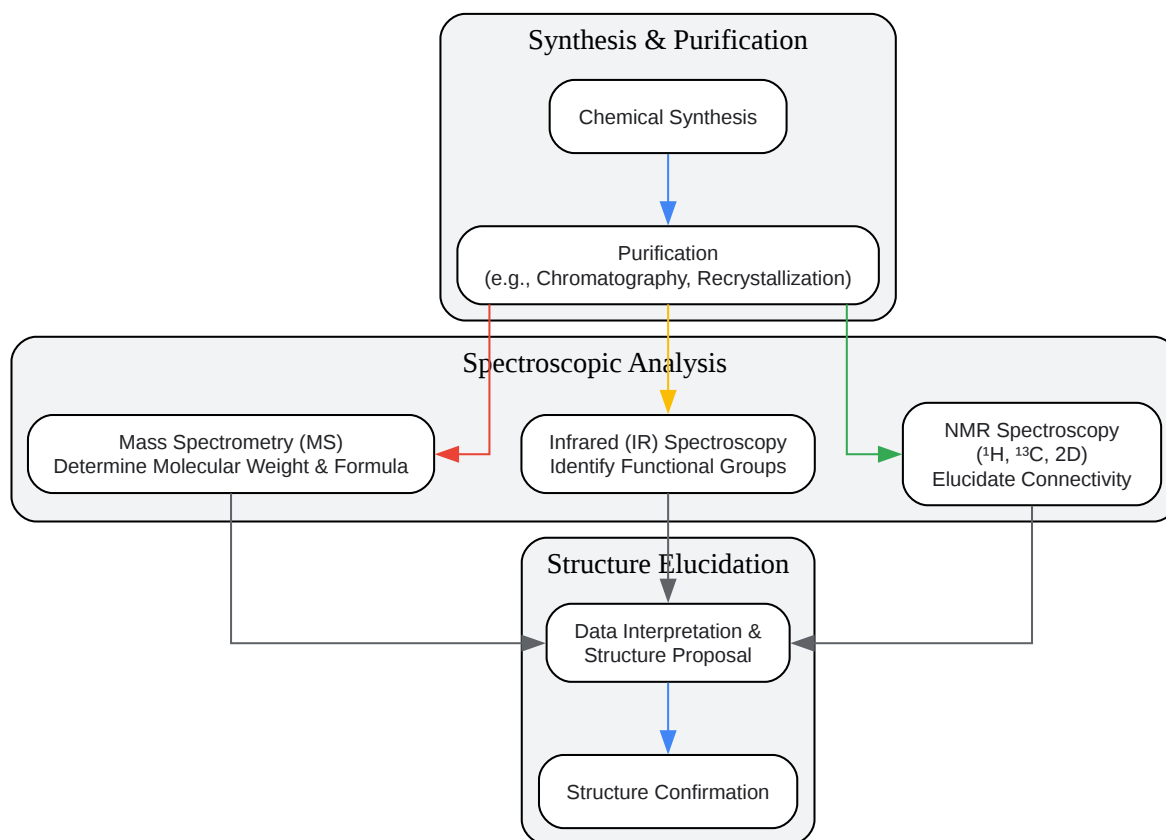 Synthesis & Purification
Chemical Synthesis
Purification
(e.g., Chromatography, Recrystallization)
Spectroscopic Analysis
Mass Spectrometry (MS)
Determine Molecular Weight & Formula
Infrared (IR) Spectroscopy
Identify Functional Groups
NMR Spectroscopy
(¹H, ¹³C, 2D)
Elucidate Connectivity
Structure Elucidation
Data Interpretation &
Structure Proposal
Structure Confirmation